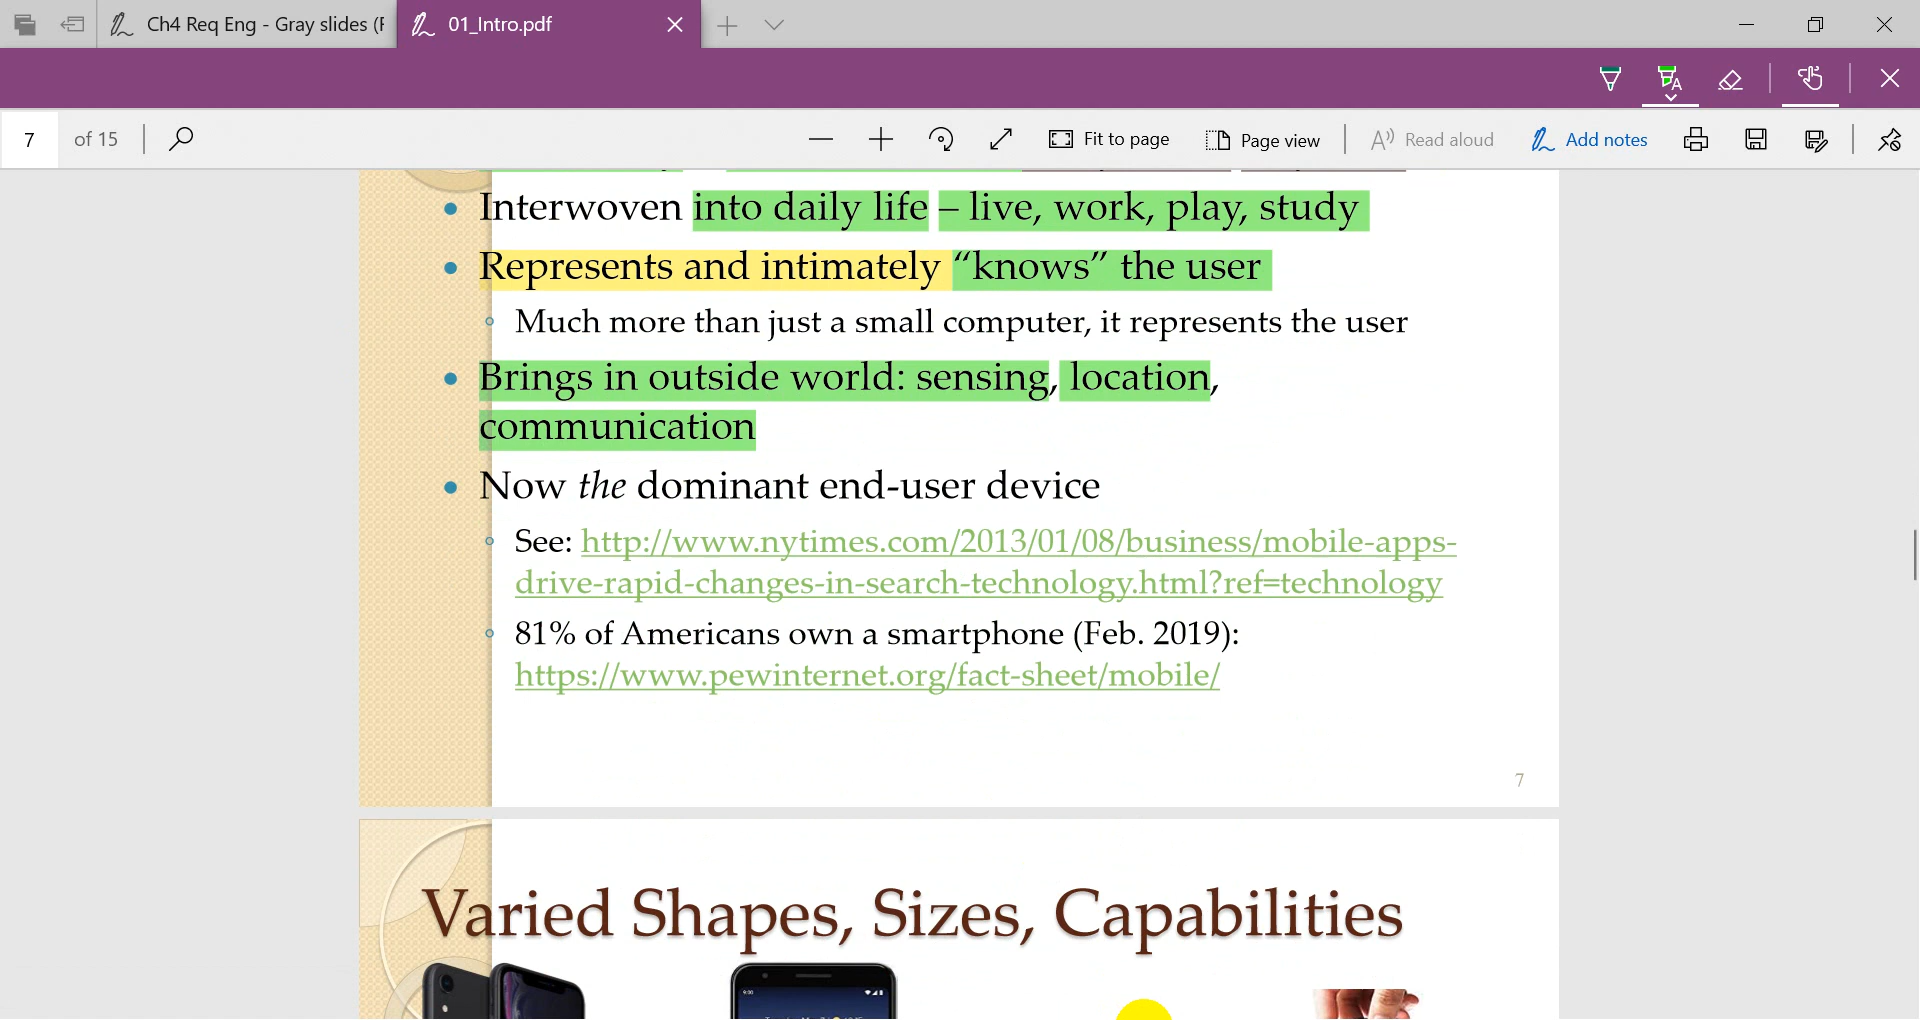 Ch4 Req Eng - Gray slides (F
01_Intro.pdf
7 of 15
Fit to page
Page view
Read aloud
Add notes
Interwoven into daily life – live, work, play, study
Represents and intimately “knows” the user
Much more than just a small computer, it represents the user
Brings in outside world: sensing, location,
communication
Now the dominant end-user device
See: http://www.nytimes.com/2013/01/08/business/mobile-apps-
drive-rapid-changes-in-search-technology.html?ref=technology
81% of Americans own a smartphone (Feb. 2019):
https://www.pewinternet.org/fact-sheet/mobile/
7
Varied Shapes, Sizes, Capabilities
9:00